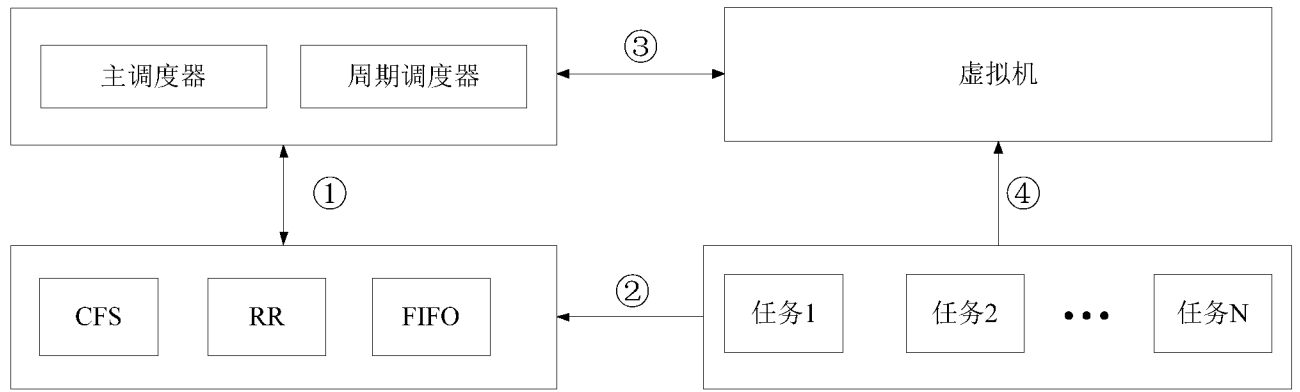 主调度器
周期调度器
③
虚拟机
①
④
CFS
RR
FIFO
②
任务1
任务2
•••
任务N